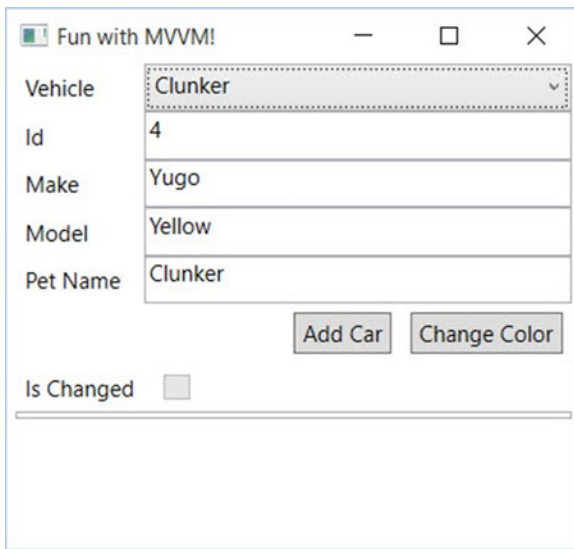 Fun with MVVM!
Vehicle Clunker
Id 4
Make Yugo
Model Yellow
Pet Name Clunker
Add Car Change Color
Is Changed